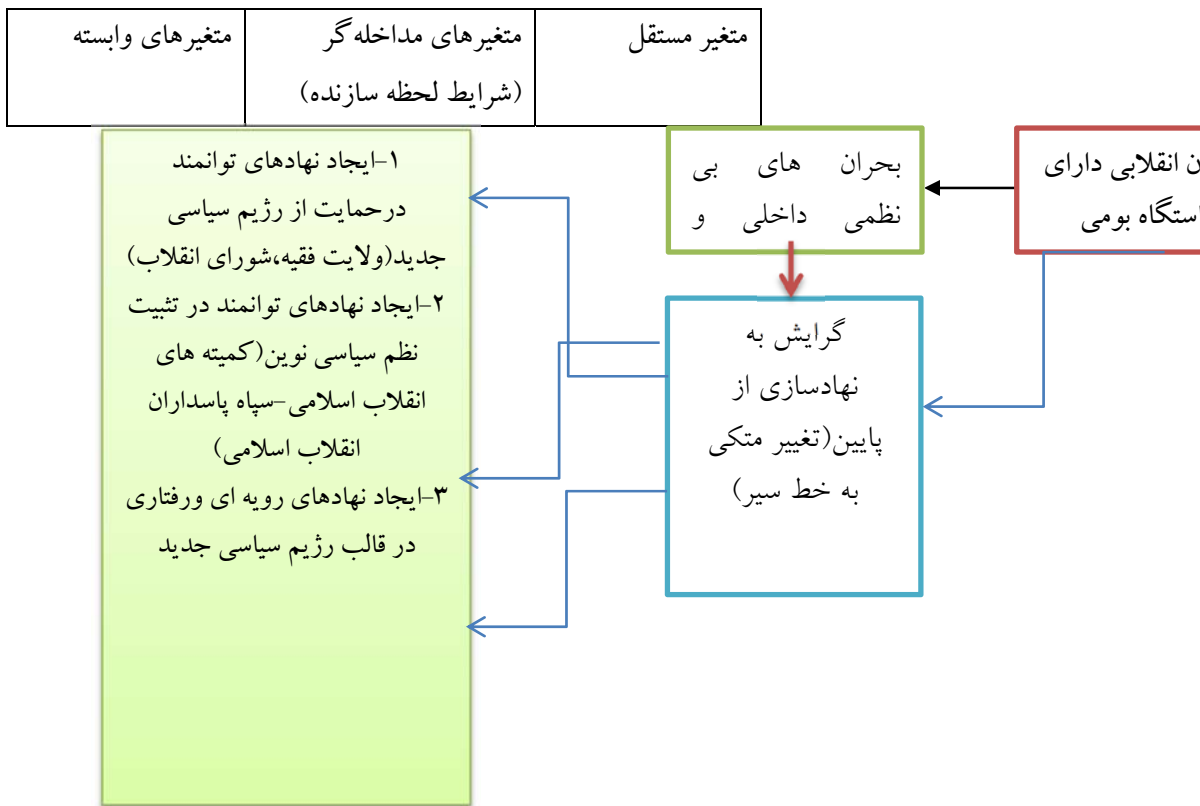 متغیر مستقل
متغیرهای مداخله‌گر
(شرایط لحظه سازنده)
متغیرهای وابسته
انقلابی دارای
بومی
بحران های بی
نظمی داخلی و
گرایش به
نهادسازی از
پایین(تغییر متکی
به خط سیر)
۱-ایجاد نهادهای توانمند
درحمایت از رژیم سیاسی
جدید(ولایت فقیه،شورای انقلاب)
۲-ایجاد نهادهای توانمند در تثبیت
نظم سیاسی نوین(کمیته های
انقلاب اسلامی-سپاه پاسداران
انقلاب اسلامی)
۳-ایجاد نهادهای رویه ای ورفتاری
در قالب رژیم سیاسی جدید